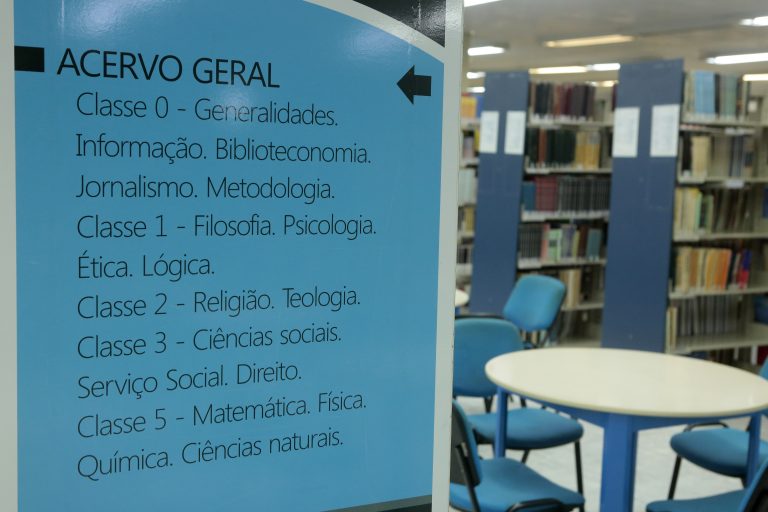 ACERVO GERAL
Classe 0 - Generalidades.
Informação. Biblioteconomia.
Jornalismo. Metodologia.
Classe 1 - Filosofia. Psicologia.
Ética. Lógica.
Classe 2 - Religião. Teologia.
Classe 3 - Ciências sociais.
Serviço Social. Direito.
Classe 5 - Matemática. Física.
Química. Ciências naturais.